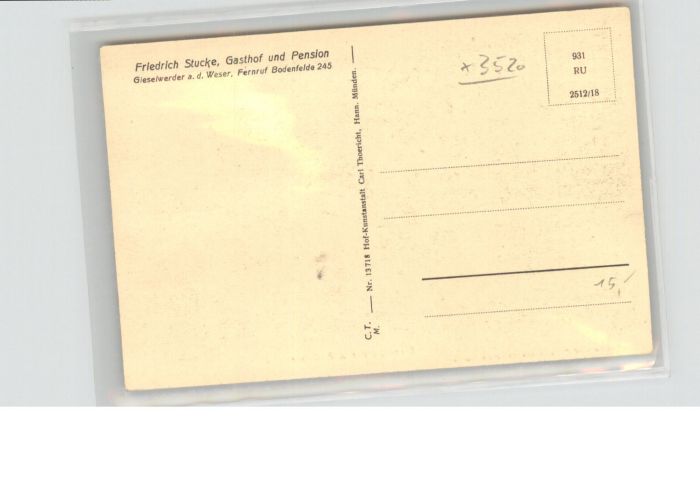 Friedrich Stucke, Gasthof und Pension
Gieselwerder a. d. Weser. Fernruf Bodenfelde 245
C.T. M. — Nr. 13718 Hof-Kunstanstalt Carl Thoericht, Hann. Münden. —
x3520
931
RU
2512/18
15,-